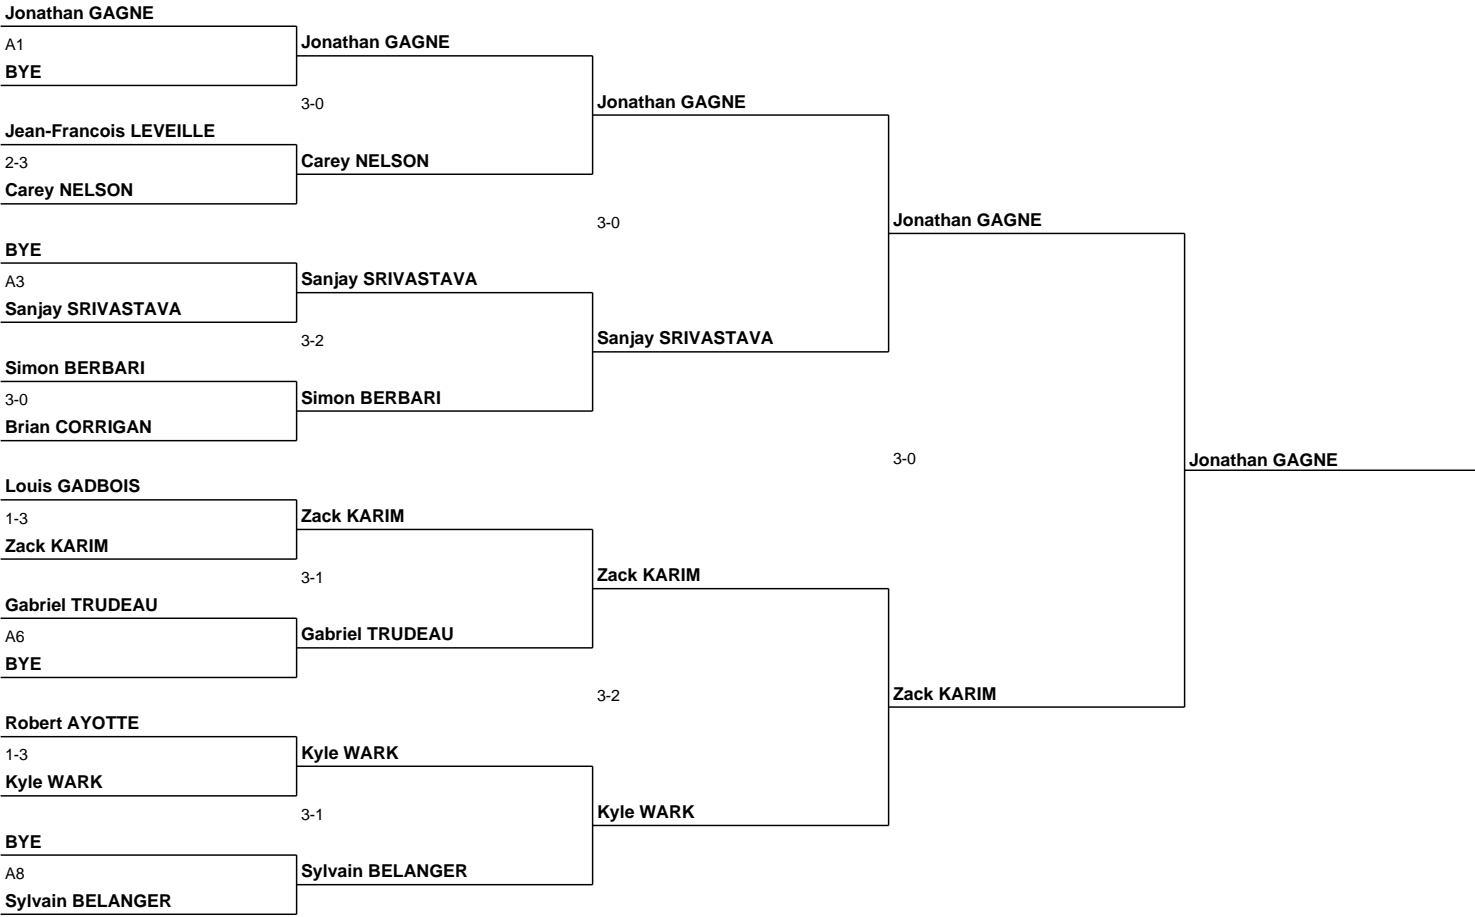 Jonathan GAGNE
A1
BYE
Jean-Francois LEVEILLE
2-3
Carey NELSON
BYE
A3
Sanjay SRIVASTAVA
Simon BERBARI
3-0
Brian CORRIGAN
Louis GADBOIS
1-3
Zack KARIM
Gabriel TRUDEAU
A6
BYE
Robert AYOTTE
1-3
Kyle WARK
BYE
A8
Sylvain BELANGER
Jonathan GAGNE
3-0
Carey NELSON
Sanjay SRIVASTAVA
3-2
Simon BERBARI
Zack KARIM
3-1
Gabriel TRUDEAU
Kyle WARK
3-1
Sylvain BELANGER
Jonathan GAGNE
3-0
Sanjay SRIVASTAVA
Zack KARIM
3-2
Kyle WARK
Jonathan GAGNE
3-0
Zack KARIM
Jonathan GAGNE